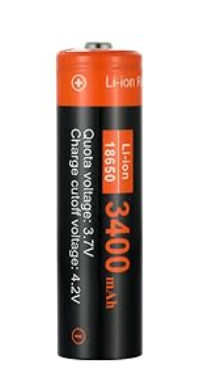 Li-ion
Li-ion
18650
3400 mAh
Quota voltage: 3.7V
Charge cutoff voltage: 4.2V